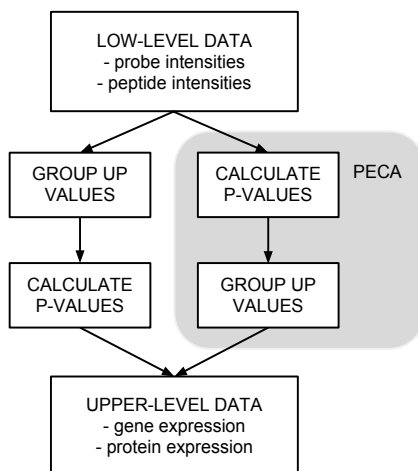 LOW-LEVEL DATA
- probe intensities
- peptide intensities
GROUP UP
VALUES
CALCULATE
P-VALUES
PECA
CALCULATE
P-VALUES
GROUP UP
VALUES
UPPER-LEVEL DATA
- gene expression
- protein expression